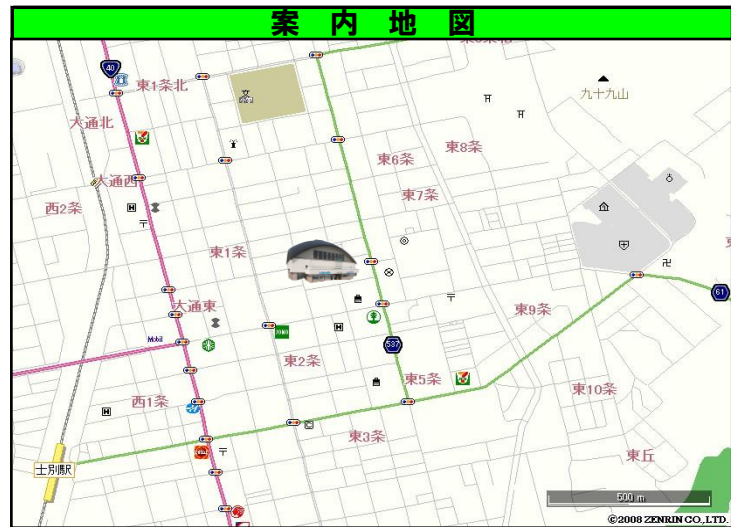 案内地図
東1条北
40
九十九山
大通北
東6条
東8条
大通西
東7条
西2条
東1条
大通東
東9条
61
Mobil
東2条
537
東5条
西1条
東10条
東3条
東丘
士別駅
500 m
©2008 ZENRIN CO.,LTD.